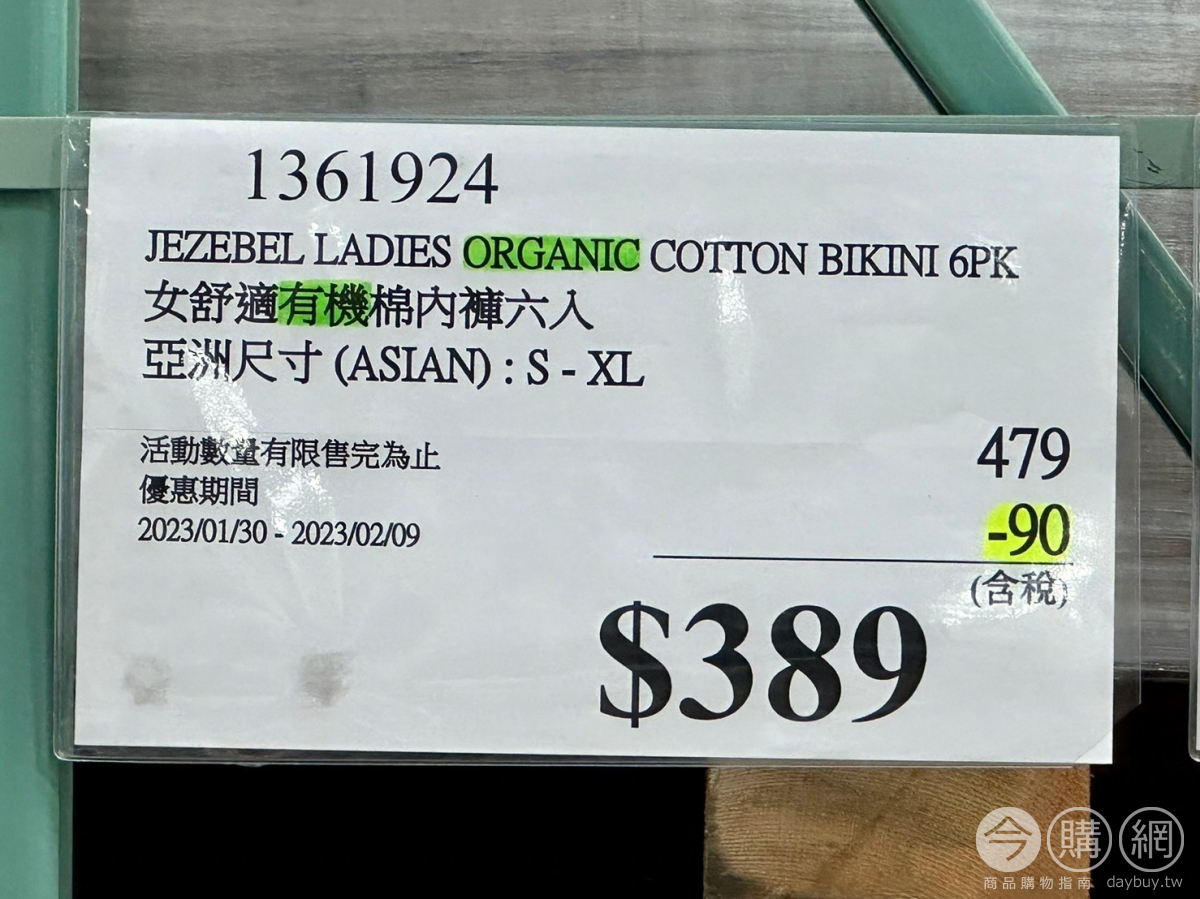 1361924
JEZEBEL LADIES ORGANIC COTTON BIKINI 6PK
女舒適有機棉內褲六入
亞洲尺寸 (ASIAN) : S - XL
活動數量有限售完為止
優惠期間
2023/01/30 - 2023/02/09
479
-90
(含稅)
$389
今購網
商品購物指南 daybuy.tw